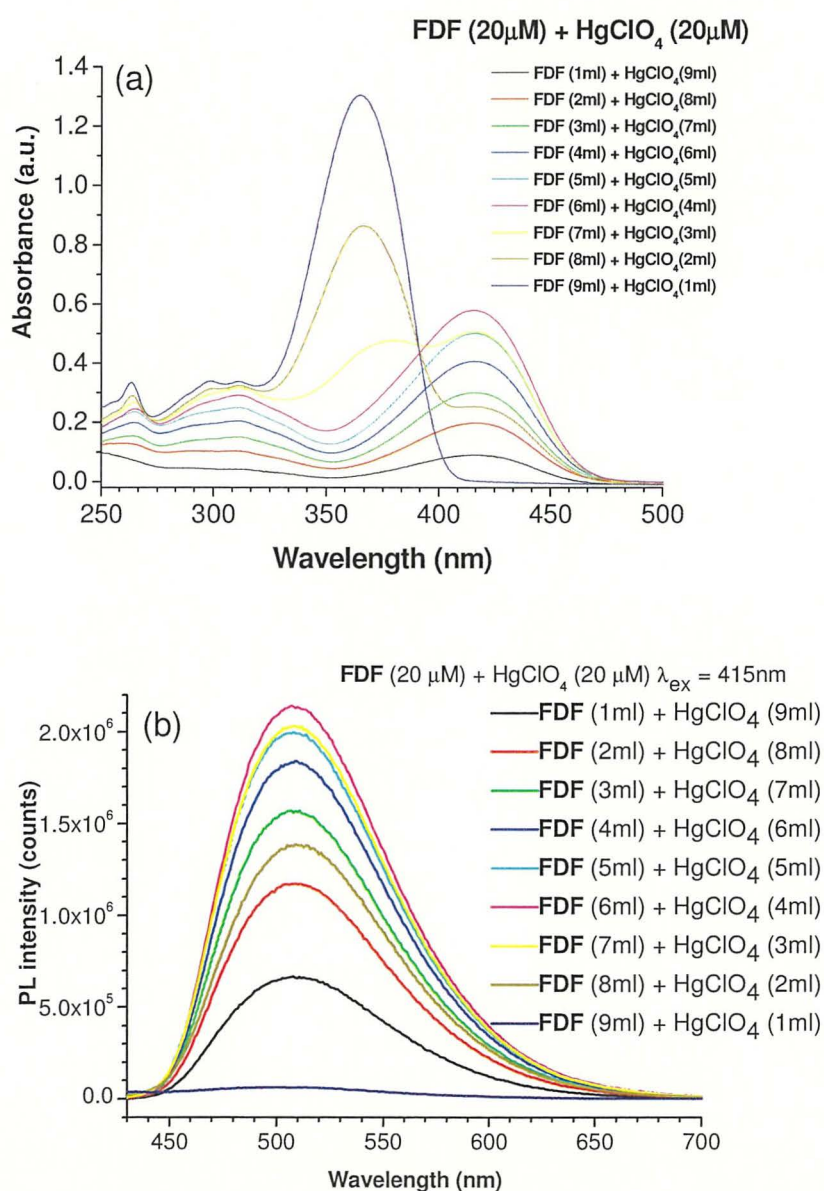 FDF (20μM) + HgClO4 (20μM)
(a)
FDF (1ml) + HgClO4(9ml)
FDF (2ml) + HgClO4(8ml)
FDF (3ml) + HgClO4(7ml)
FDF (4ml) + HgClO4(6ml)
FDF (5ml) + HgClO4(5ml)
FDF (6ml) + HgClO4(4ml)
FDF (7ml) + HgClO4(3ml)
FDF (8ml) + HgClO4(2ml)
FDF (9ml) + HgClO4(1ml)
Absorbance (a.u.)
1.4
1.2
1.0
0.8
0.6
0.4
0.2
0.0
250 300 350 400 450 500
Wavelength (nm)
FDF (20 μM) + HgClO4 (20 μM) λex = 415nm
(b)
FDF (1ml) + HgClO4 (9ml)
FDF (2ml) + HgClO4 (8ml)
FDF (3ml) + HgClO4 (7ml)
FDF (4ml) + HgClO4 (6ml)
FDF (5ml) + HgClO4 (5ml)
FDF (6ml) + HgClO4 (4ml)
FDF (7ml) + HgClO4 (3ml)
FDF (8ml) + HgClO4 (2ml)
FDF (9ml) + HgClO4 (1ml)
PL intensity (counts)
2.0x10^6
1.5x10^6
1.0x10^6
5.0x10^5
0.0
450 500 550 600 650 700
Wavelength (nm)